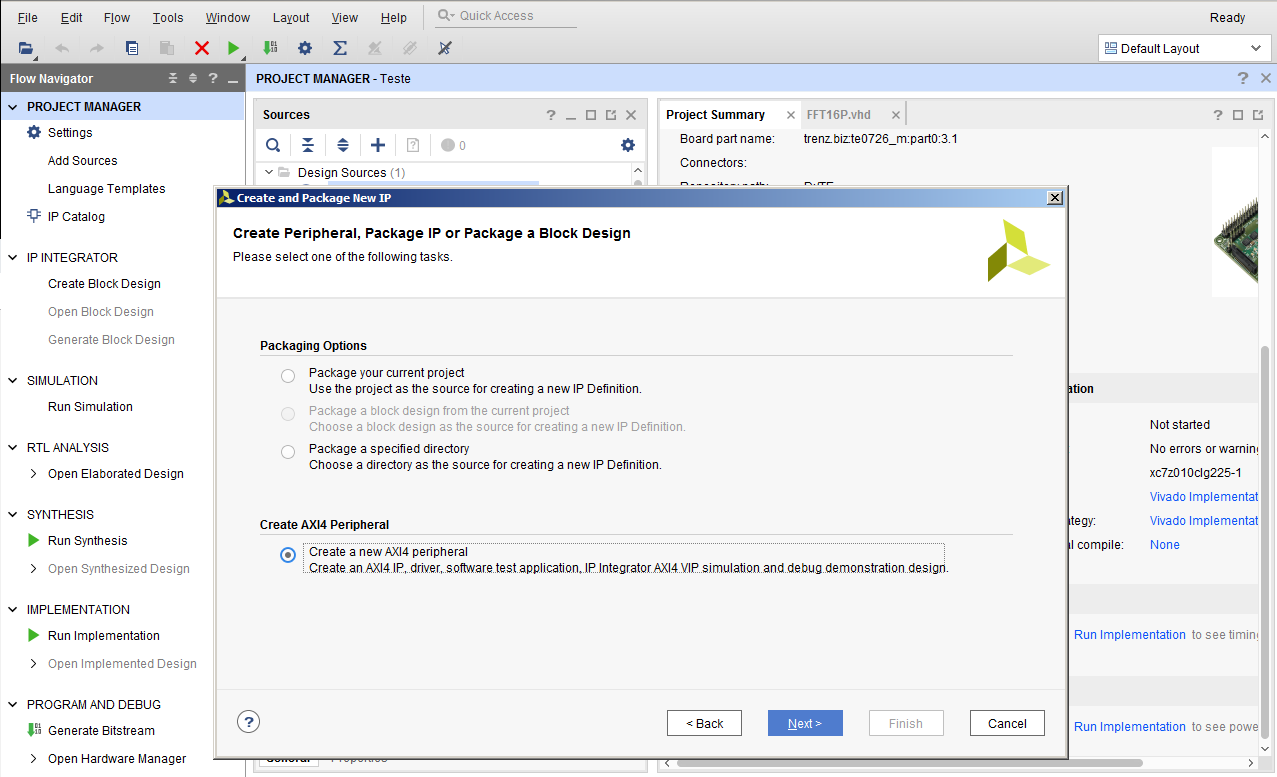 File Edit Flow Tools Window Layout View Help Quick Access Ready
Default Layout
Flow Navigator
PROJECT MANAGER - Teste
PROJECT MANAGER
Settings
Add Sources
Language Templates
IP Catalog
IP INTEGRATOR
Create Block Design
Open Block Design
Generate Block Design
SIMULATION
Run Simulation
RTL ANALYSIS
Open Elaborated Design
SYNTHESIS
Run Synthesis
Open Synthesized Design
IMPLEMENTATION
Run Implementation
Open Implemented Design
PROGRAM AND DEBUG
Generate Bitstream
Open Hardware Manager
Sources
0
Design Sources (1)
Project Summary FFT16P.vhd
Board part name: trenz.biz:te0726_m:part0:3.1
Connectors:
Create and Package New IP
Create Peripheral, Package IP or Package a Block Design
Please select one of the following tasks.
Packaging Options
Package your current project
Use the project as the source for creating a new IP Definition.
Package a block design from the current project
Choose a block design as the source for creating a new IP Definition.
Package a specified directory
Choose a directory as the source for creating a new IP Definition.
Create AXI4 Peripheral
Create a new AXI4 peripheral
Create an AXI4 IP, driver, software test application, IP Integrator AXI4 VIP simulation and debug demonstration design.
? < Back Next > Finish Cancel
Not started
No errors or
xc7z010clg225-1
Vivado
Vivado
compile: None
Run Implementation to see
Run Implementation to see